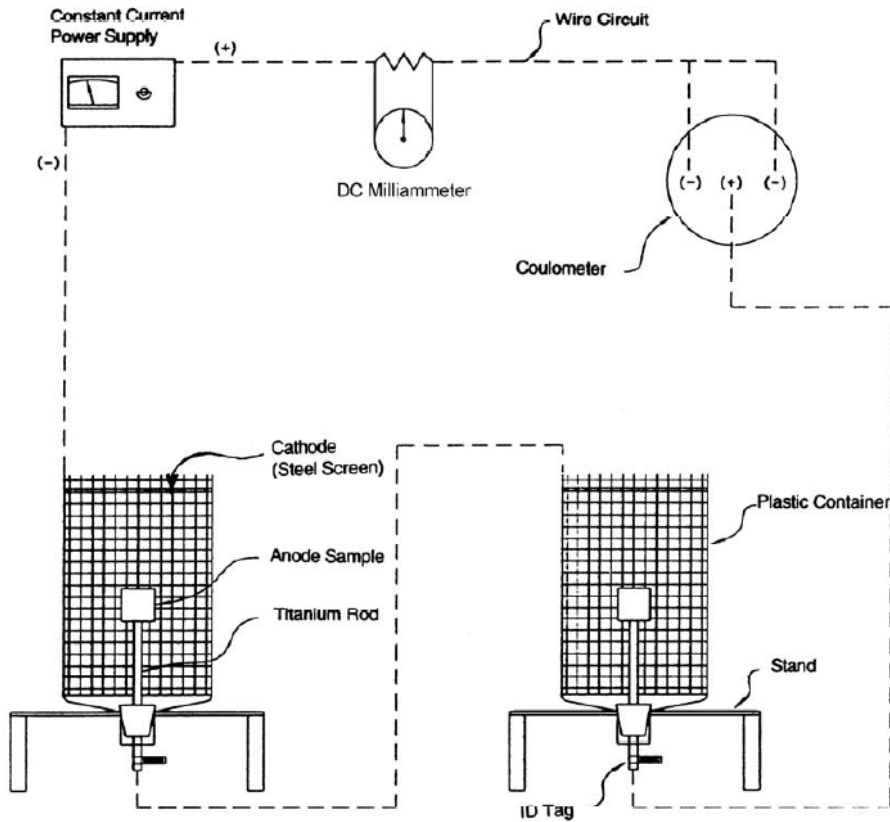 Constant Current
Power Supply
(+)
Wire Circuit
(-)
DC Milliammeter
(-) (+) (-)
Coulometer
Cathode
(Steel Screen)
Plastic Container
Anode Sample
Titanium Rod
Stand
ID Tag